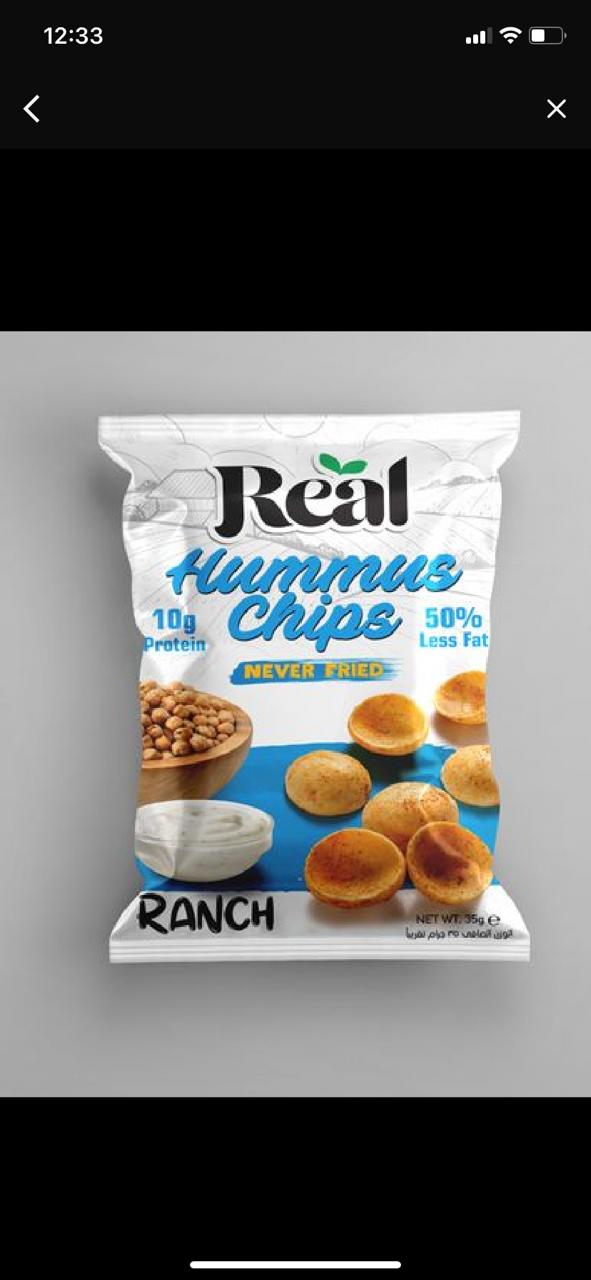 12:33
Real
Hummus
Chips
10g
Protein
50%
Less Fat
NEVER FRIED
RANCH
NET WT. 35g ℮
الوزن الصافي ٣٥ جرام تقريباً